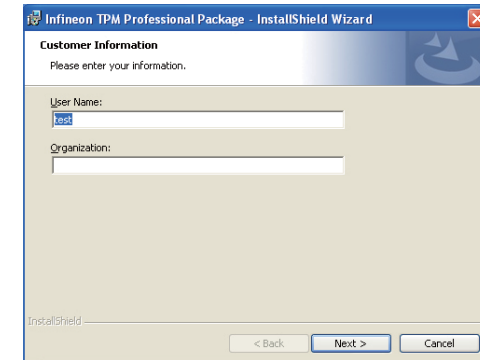 Infineon TPM Professional Package - InstallShield Wizard
Customer Information
Please enter your information.
User Name:
test
Organization:
InstallShield
< Back
Next >
Cancel